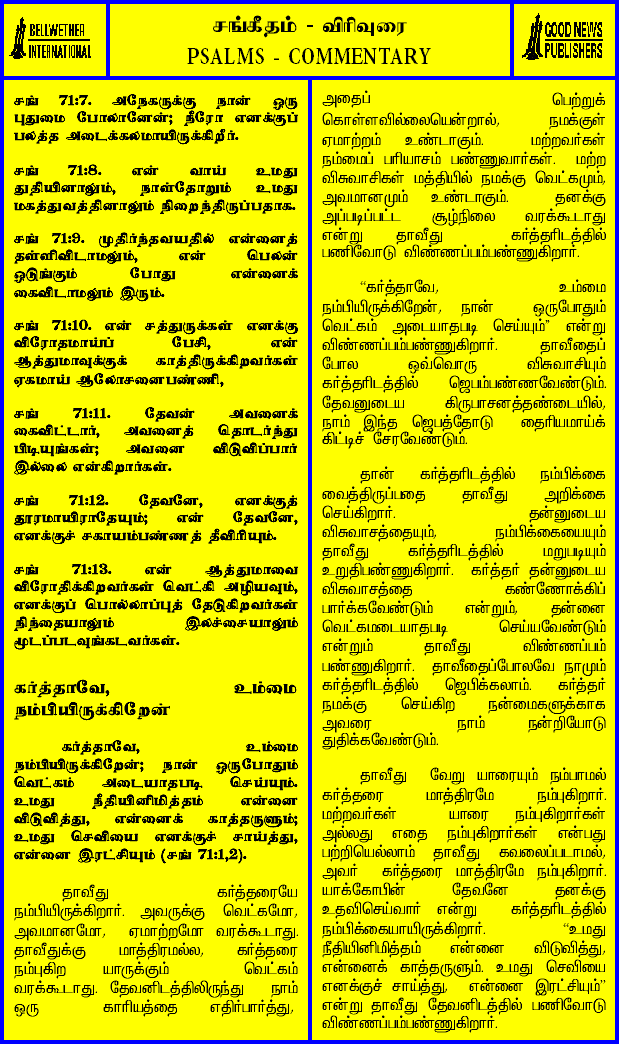 BELLWETHER
INTERNATIONAL
சங்கீதம் - விரிவுரை
PSALMS - COMMENTARY
GOOD NEWS
PUBLISHERS
சங் 71:7. அநேகருக்கு நான் ஒரு
புதுமை போலானேன்; நீரோ எனக்குப்
பலத்த அடைக்கலமாயிருக்கிறீர்.
சங் 71:8. என் வாய் உமது
துதியினாலும், நாள்தோறும் உமது
மகத்துவத்தினாலும் நிறைந்திருப்பதாக.
சங் 71:9. முதிர்ந்தவயதில் என்னைத்
தள்ளிவிடாமலும், என் பெலன்
ஒடுங்கும் போது என்னைக்
கைவிடாமலும் இரும்.
சங் 71:10. என் சத்துருக்கள் எனக்கு
விரோதமாய்ப் பேசி, என்
ஆத்துமாவுக்குக் காத்திருக்கிறவர்கள்
ஏகமாய் ஆலோசனைபண்ணி,
சங் 71:11. தேவன் அவனைக்
கைவிட்டார், அவனைத் தொடர்ந்து
பிடியுங்கள்; அவனை விடுவிப்பார்
இல்லை என்கிறார்கள்.
சங் 71:12. தேவனே, எனக்குத்
தூரமாயிராதேயும்; என் தேவனே,
எனக்குச் சகாயம்பண்ணத் தீவிரியும்.
சங் 71:13. என் ஆத்துமாவை
விரோதிக்கிறவர்கள் வெட்கி அழியவும்,
எனக்குப் பொல்லாப்புத் தேடுகிறவர்கள்
நிந்தையாலும் இலச்சையாலும்
மூடப்படவுங்கடவர்கள்.
கர்த்தாவே, உம்மை
நம்பியிருக்கிறேன்
கர்த்தாவே, உம்மை
நம்பியிருக்கிறேன்; நான் ஒருபோதும்
வெட்கம் அடையாதபடி செய்யும்.
உமது நீதியினிமித்தம் என்னை
விடுவித்து, என்னைக் காத்தருளும்;
உமது செவியை எனக்குச் சாய்த்து,
என்னை இரட்சியும் (சங் 71:1,2).
தாவீது கர்த்தரையே
நம்பியிருக்கிறார். அவருக்கு வெட்கமோ,
அவமானமோ, ஏமாற்றமோ வரக்கூடாது.
தாவீதுக்கு மாத்திரமல்ல, கர்த்தரை
நம்புகிற யாருக்கும் வெட்கம்
வரக்கூடாது. தேவனிடத்திலிருந்து நாம்
ஒரு காரியத்தை எதிர்பார்த்து,
அதைப் பெற்றுக்
கொள்ளவில்லையென்றால், நமக்குள்
ஏமாற்றம் உண்டாகும். மற்றவர்கள்
நம்மைப் பரியாசம் பண்ணுவார்கள். மற்ற
விசுவாசிகள் மத்தியில் நமக்கு வெட்கமும்,
அவமானமும் உண்டாகும். தனக்கு
அப்படிப்பட்ட சூழ்நிலை வரக்கூடாது
என்று தாவீது கர்த்தரிடத்தில்
பணிவோடு விண்ணப்பம்பண்ணுகிறார்.
“கர்த்தாவே, உம்மை
நம்பியிருக்கிறேன், நான் ஒருபோதும்
வெட்கம் அடையாதபடி செய்யும்” என்று
விண்ணப்பம்பண்ணுகிறார். தாவீதைப்
போல ஒவ்வொரு விசுவாசியும்
கர்த்தரிடத்தில் ஜெபம்பண்ணவேண்டும்.
தேவனுடைய கிருபாசனத்தண்டையில்,
நாம் இந்த ஜெபத்தோடு தைரியமாய்க்
கிட்டிச் சேரவேண்டும்.
தான் கர்த்தரிடத்தில் நம்பிக்கை
வைத்திருப்பதை தாவீது அறிக்கை
செய்கிறார். தன்னுடைய
விசுவாசத்தையும், நம்பிக்கையையும்
தாவீது கர்த்தரிடத்தில் மறுபடியும்
உறுதிபண்ணுகிறார். கர்த்தர் தன்னுடைய
விசுவாசத்தை கண்ணோக்கிப்
பார்க்கவேண்டும் என்றும், தன்னை
வெட்கமடையாதபடி செய்யவேண்டும்
என்றும் தாவீது விண்ணப்பம்
பண்ணுகிறார். தாவீதைப்போலவே நாமும்
கர்த்தரிடத்தில் ஜெபிக்கலாம். கர்த்தர்
நமக்கு செய்கிற நன்மைகளுக்காக
அவரை நாம் நன்றியோடு
துதிக்கவேண்டும்.
தாவீது வேறு யாரையும் நம்பாமல்
கர்த்தரை மாத்திரமே நம்புகிறார்.
மற்றவர்கள் யாரை நம்புகிறார்கள்
அல்லது எதை நம்புகிறார்கள் என்பது
பற்றியெல்லாம் தாவீது கவலைப்படாமல்,
அவர் கர்த்தரை மாத்திரமே நம்புகிறார்.
யாக்கோபின் தேவனே தனக்கு
உதவிசெய்வார் என்று கர்த்தரிடத்தில்
நம்பிக்கையாயிருக்கிறார். “உமது
நீதியினிமித்தம் என்னை விடுவித்து,
என்னைக் காத்தருளும். உமது செவியை
எனக்குச் சாய்த்து, என்னை இரட்சியும்”
என்று தாவீது தேவனிடத்தில் பணிவோடு
விண்ணப்பம்பண்ணுகிறார்.